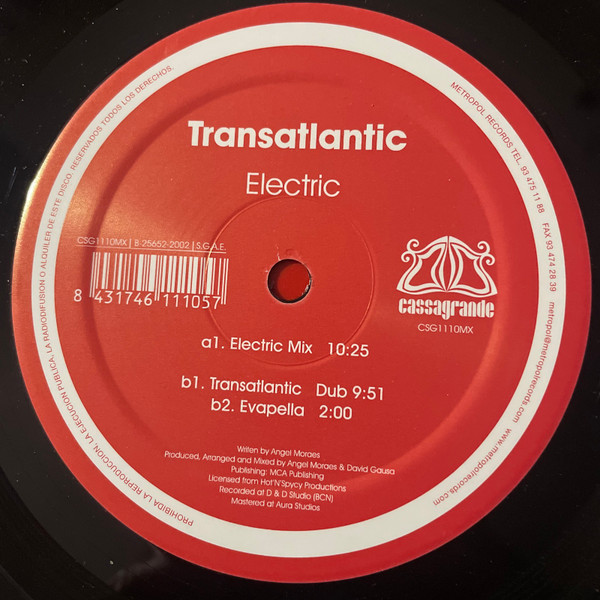 PROHIBIDA LA REPRODUCCION, LA EJECUCION PUBLICA, LA RADIODIFUSION O ALQUILER DE ESTE DISCO. RESERVADOS TODOS LOS DERECHOS.
METROPOL RECORDS TEL. 93 475 11 88 FAX 93 474 28 39 metropol@metropolrecords.com www.metropolrecords.com
Transatlantic
Electric
CSG1110MX | B-25652-2002 | S.G.A.E.
8 431746 111057
cassagrande
CSG1110MX
a1. Electric Mix 10:25
b1. Transatlantic Dub 9:51
b2. Evapella 2:00
Writen by Angel Moraes
Produced, Arranged and Mixed by Angel Moraes & David Gausa
Publishing: MCA Publishing
Licensed from Hot'N'Spycy Productions
Recorded at D & D Studio (BCN)
Mastered at Aura Studios